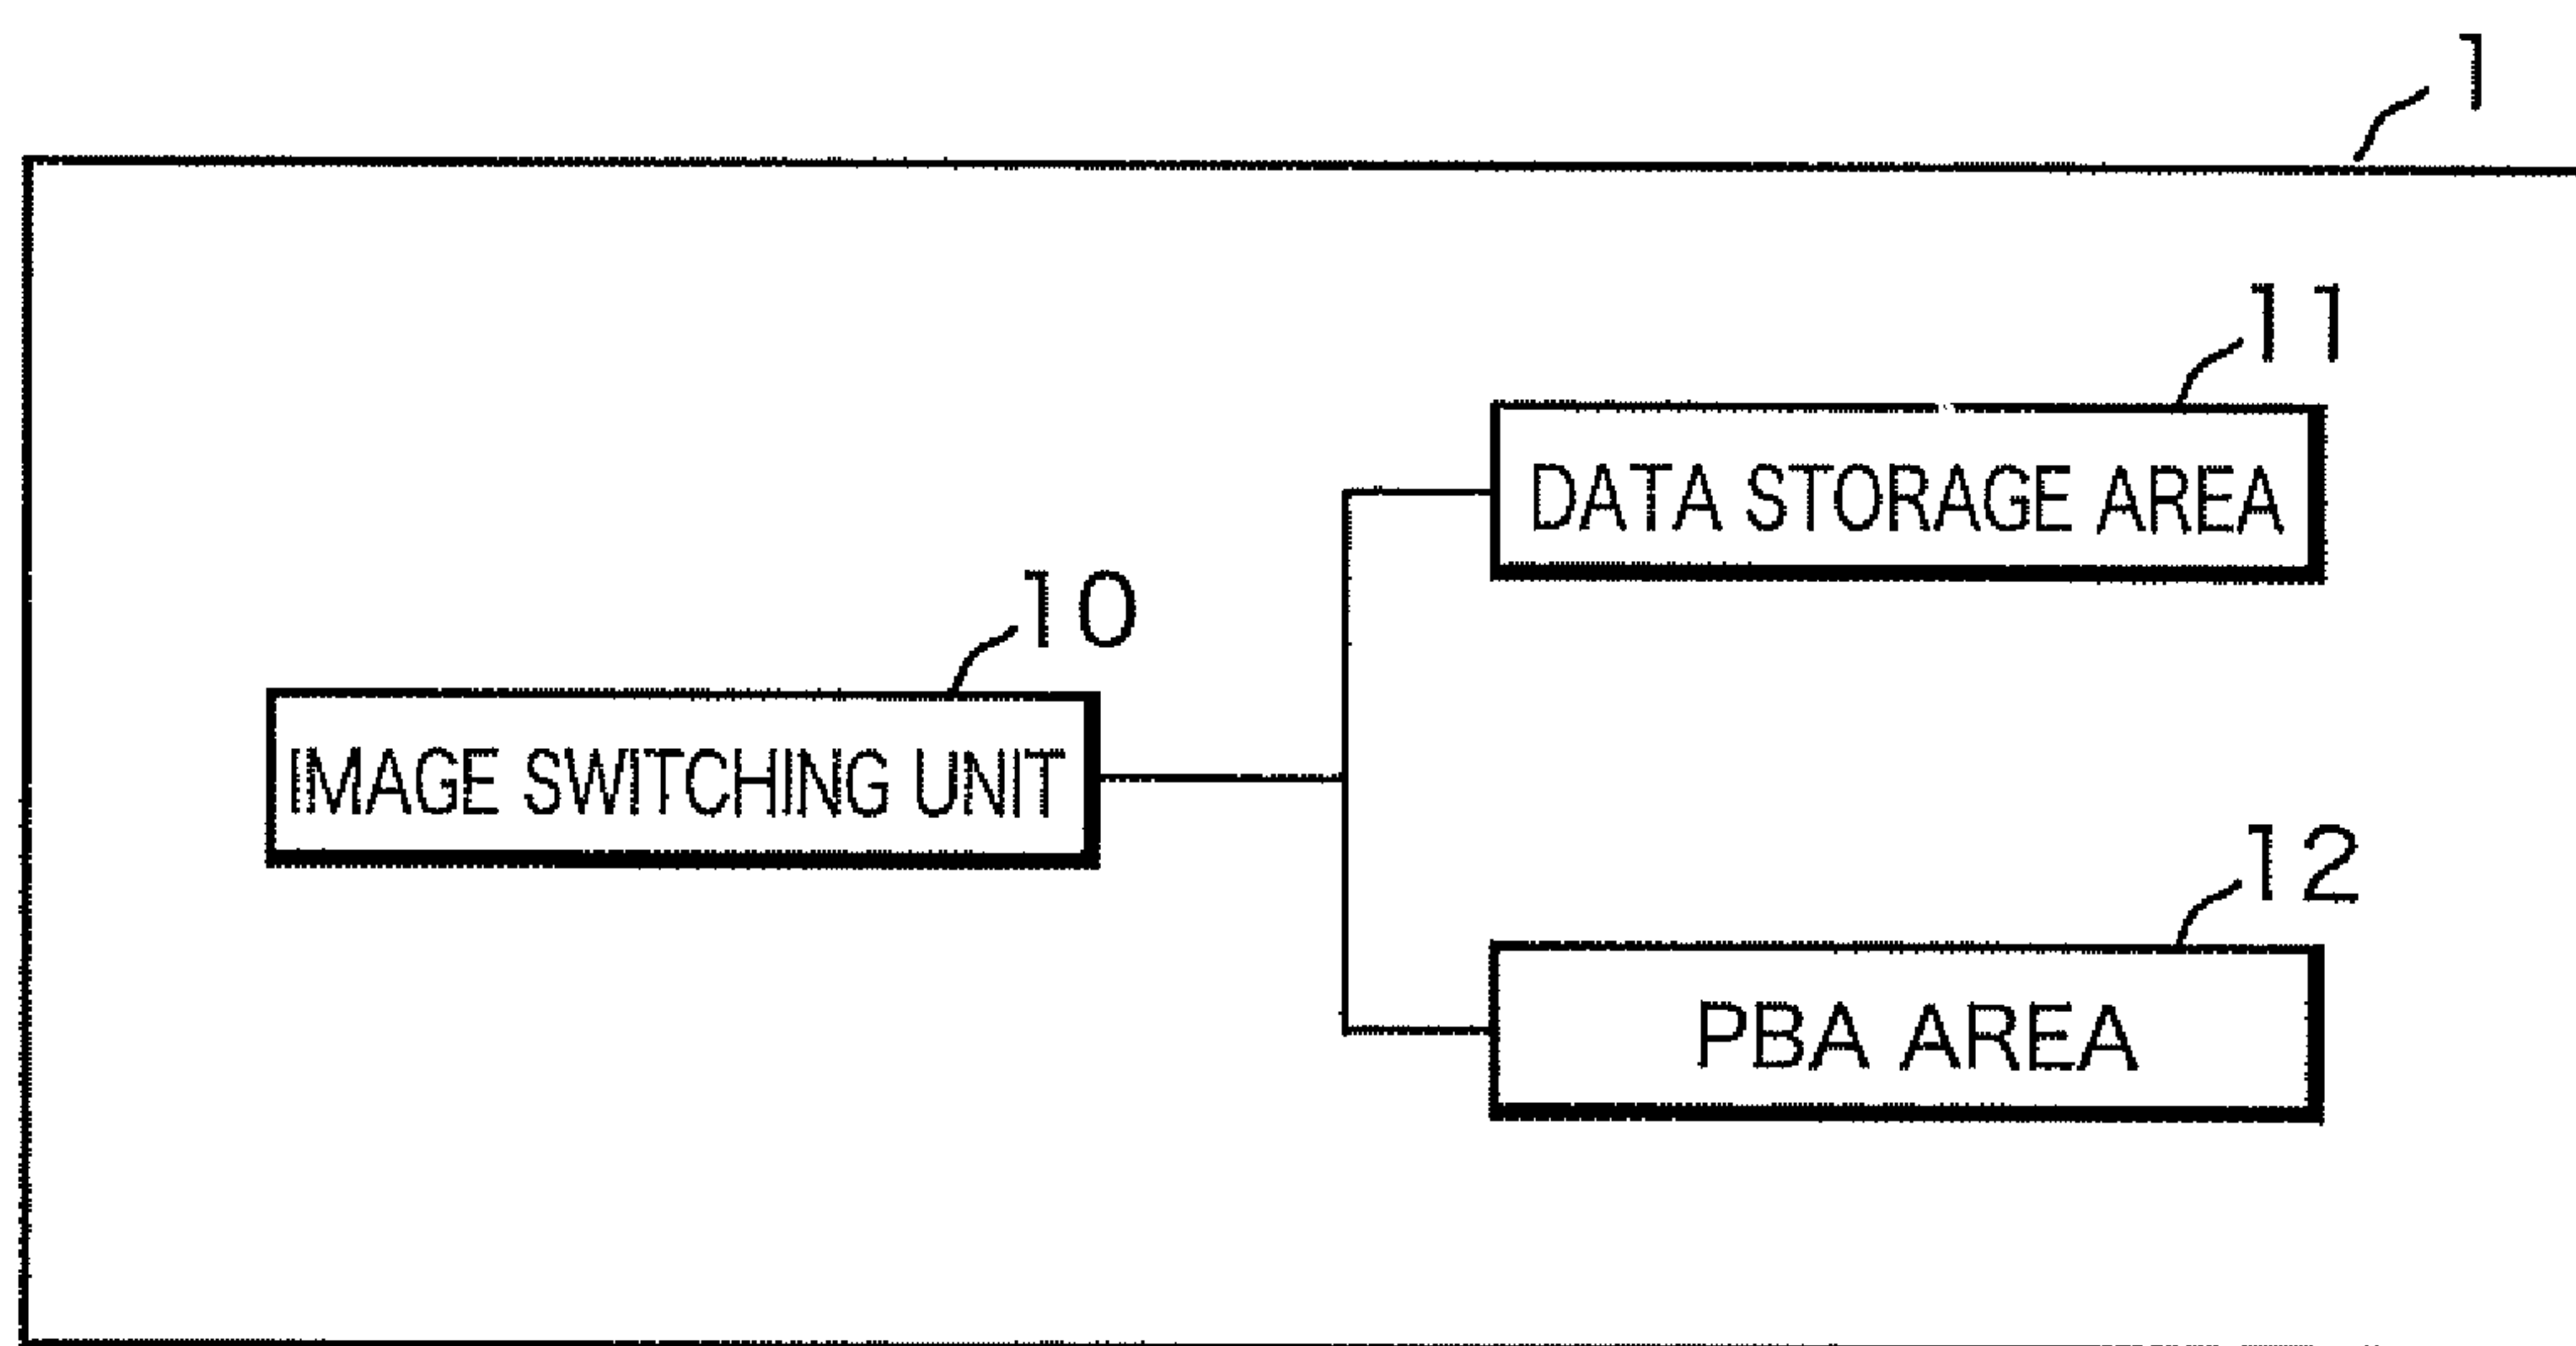 1
11
DATA STORAGE AREA
10
IMAGE SWITCHING UNIT
12
PBA AREA